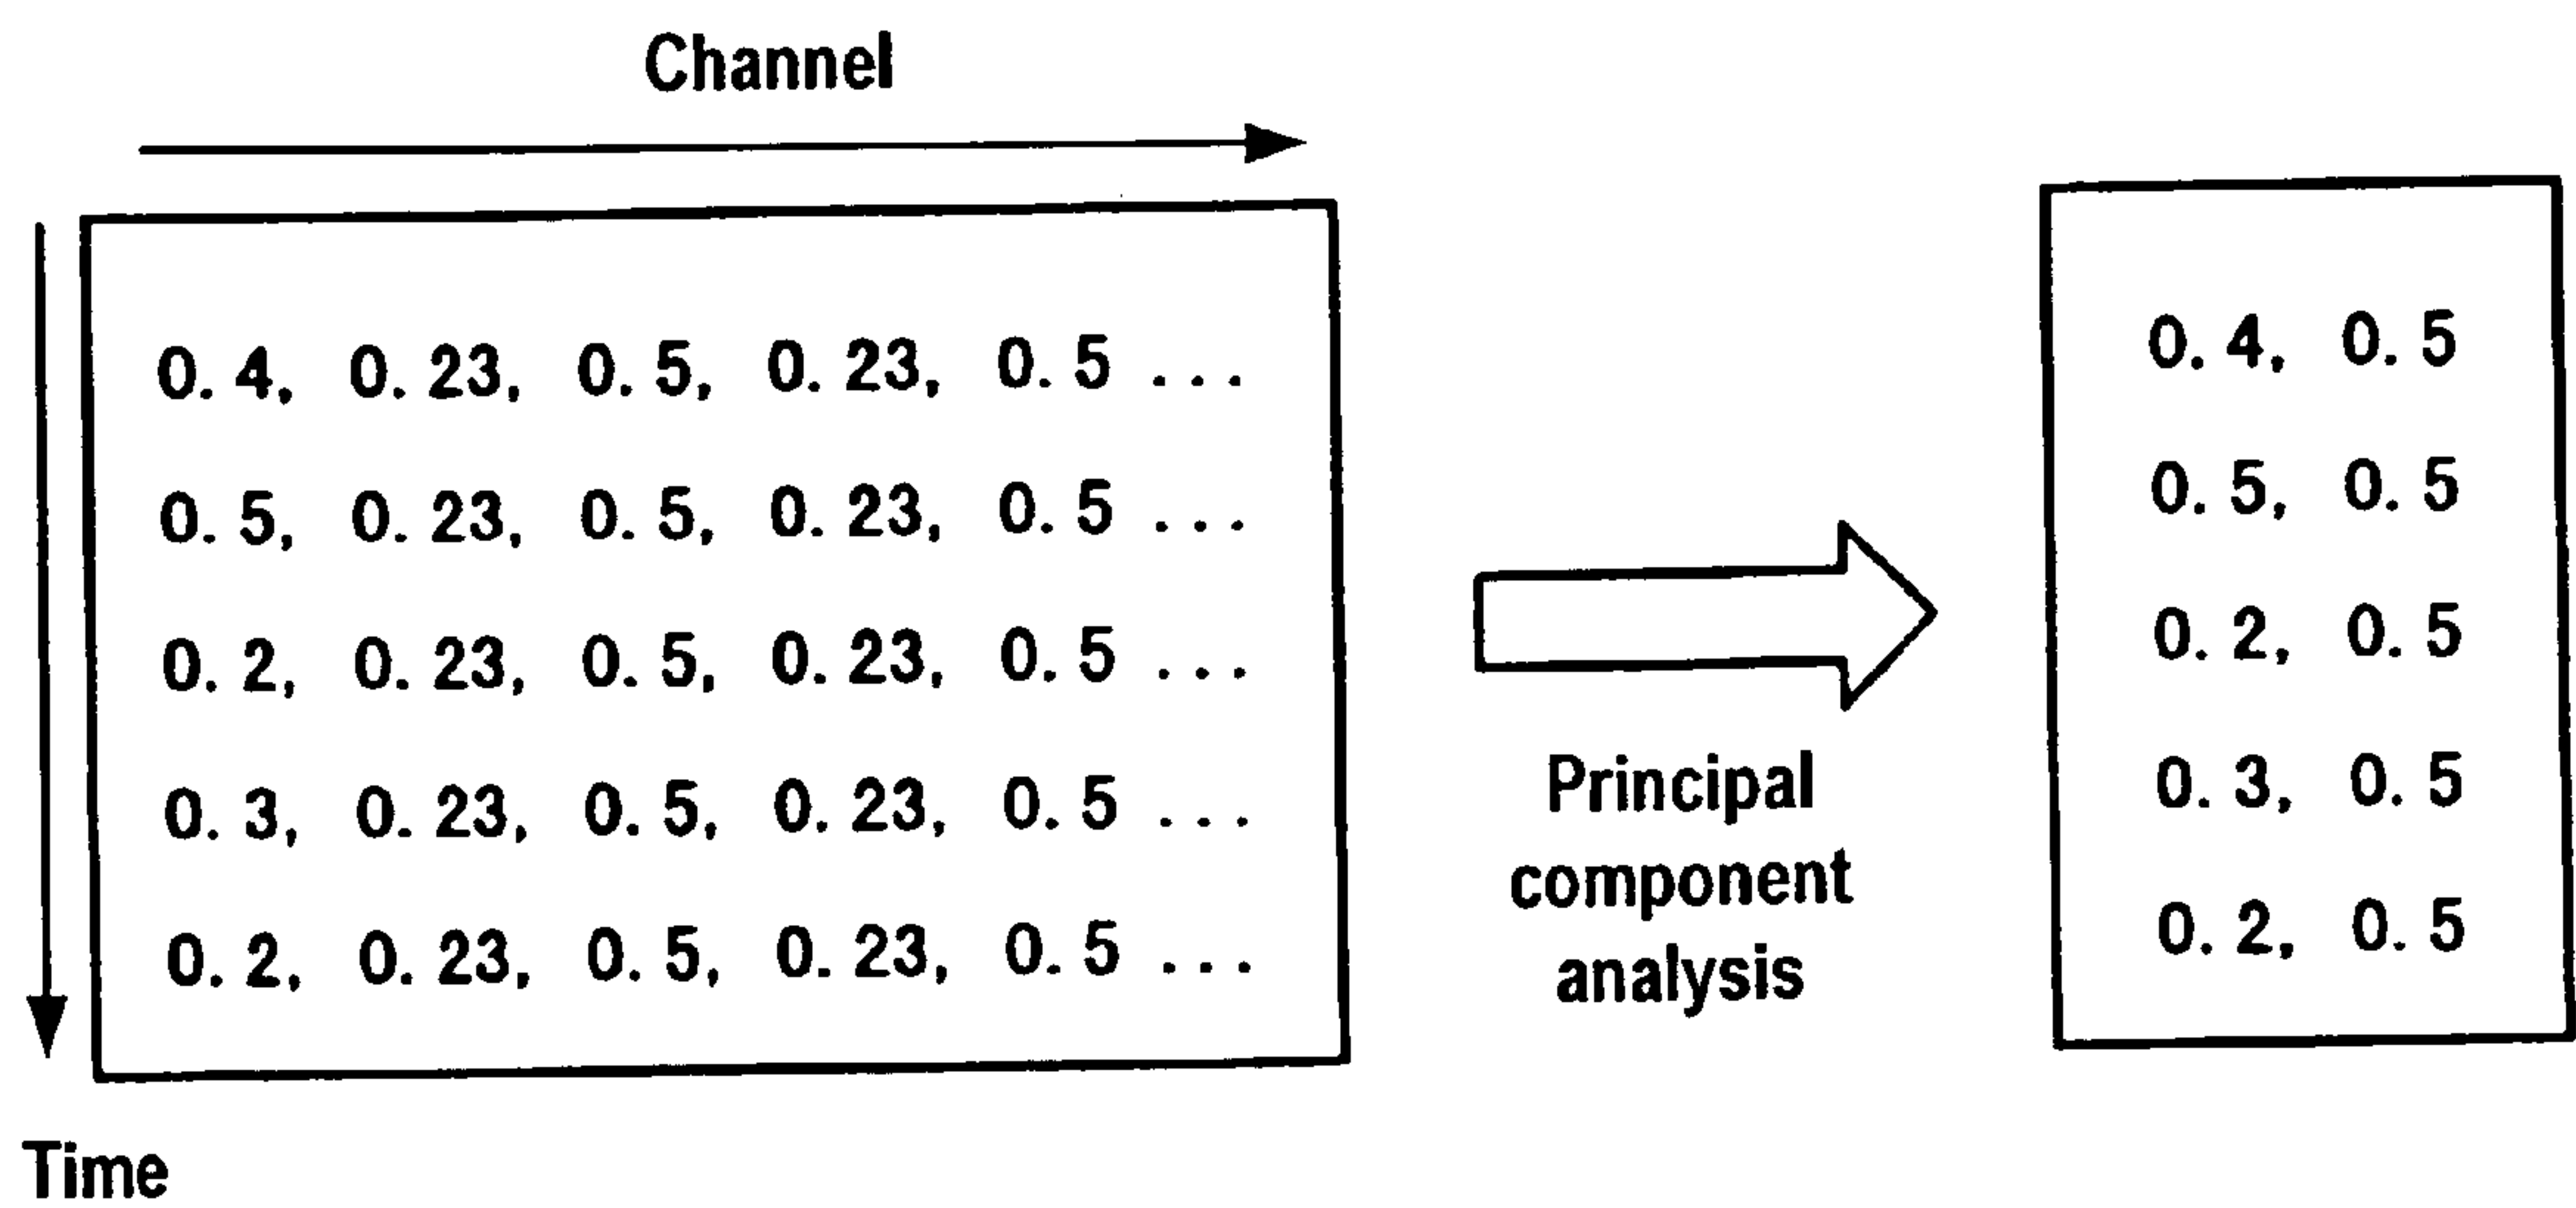 Channel
0. 4, 0. 23, 0. 5, 0. 23, 0. 5 ...
0. 5, 0. 23, 0. 5, 0. 23, 0. 5 ...
0. 2, 0. 23, 0. 5, 0. 23, 0. 5 ...
0. 3, 0. 23, 0. 5, 0. 23, 0. 5 ...
0. 2, 0. 23, 0. 5, 0. 23, 0. 5 ...
Time
Principal
component
analysis
0. 4, 0. 5
0. 5, 0. 5
0. 2, 0. 5
0. 3, 0. 5
0. 2, 0. 5